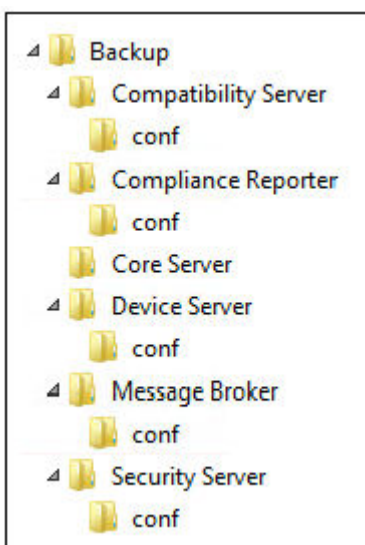 Backup
Compatibility Server
conf
Compliance Reporter
conf
Core Server
Device Server
conf
Message Broker
conf
Security Server
conf